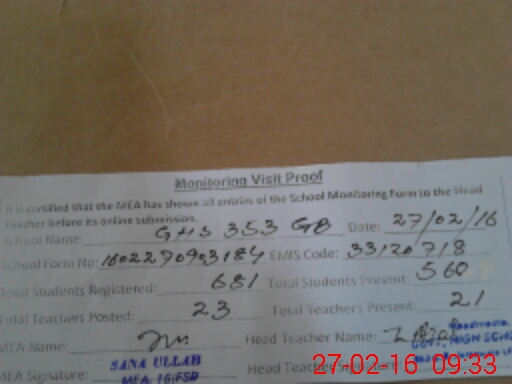 Monitoring Visit Proof
It is certified that the MEA has shown all entries of the School Monitoring Form to the Head
Teacher before its online submission.
School Name: GHS 353 GB Date: 27/02/16
School Form No: EMIS Code: 33120718
Total Students Registered: 681 Total Students Present: 560
Total Teachers Posted: 23 Total Teachers Present: 21
MEA Name: Head Teacher Name:
MEA Signature: SANA ULLAH Head Teacher
MEA 16:FSD
27-02-16 09:33